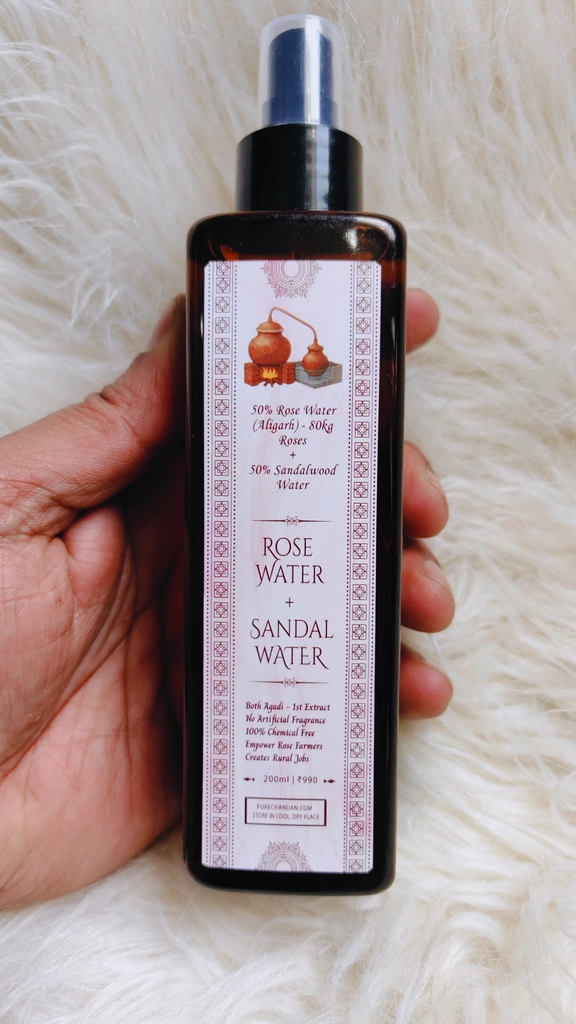 50% Rose Water
(Aligarh) - 80kg
Roses
+
50% Sandalwood
Water
ROSE
WATER
+
SANDAL
WATER
Both Agadi - 1st Extract
No Artificial Fragrance
100% Chemical Free
Empower Rose Farmers
Creates Rural Jobs
200ml | ₹990
PURECHANDAN.COM
STORE IN COOL, DRY PLACE